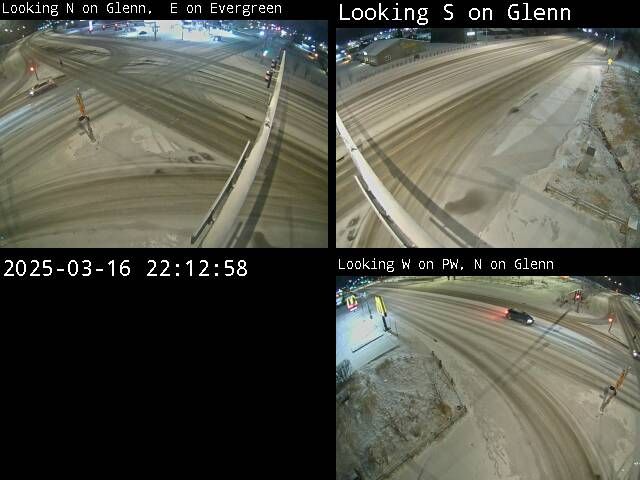 Looking N on Glenn,  E on Evergreen
Looking S on Glenn
2025-03-16 22:12:58
Looking W on PW, N on Glenn